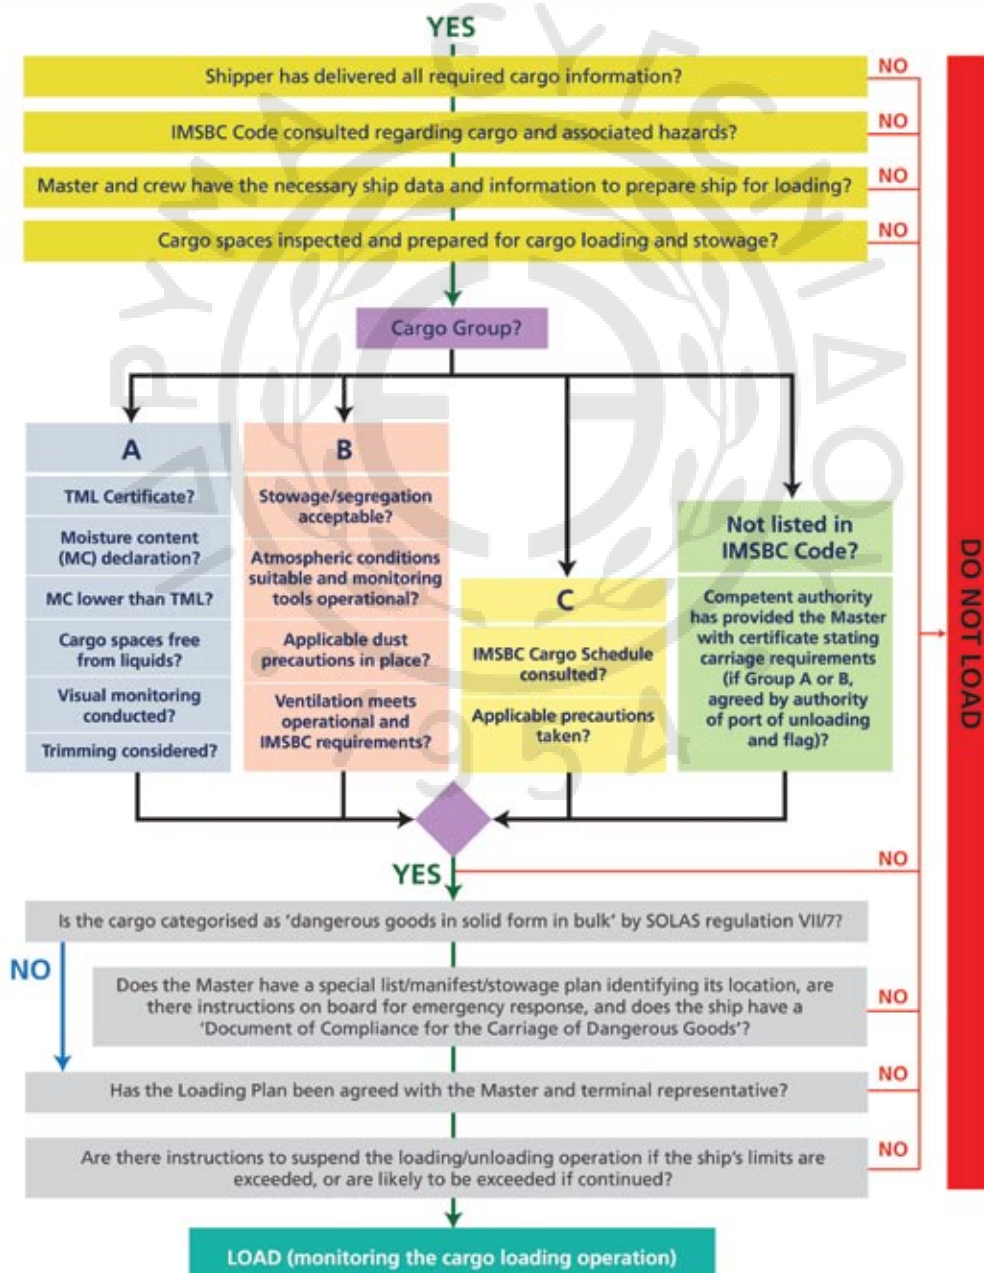 YES
Shipper has delivered all required cargo information?
NO
IMSBC Code consulted regarding cargo and associated hazards?
NO
Master and crew have the necessary ship data and information to prepare ship for loading?
NO
Cargo spaces inspected and prepared for cargo loading and stowage?
NO
Cargo Group?
A
TML Certificate?
Moisture content
(MC) declaration?
MC lower than TML?
Cargo spaces free
from liquids?
Visual monitoring
conducted?
Trimming considered?
B
Stowage/segregation
acceptable?
Atmospheric conditions
suitable and monitoring
tools operational?
Applicable dust
precautions in place?
Ventilation meets
operational and
IMSBC requirements?
C
IMSBC Cargo Schedule
consulted?
Applicable precautions
taken?
Not listed in
IMSBC Code?
Competent authority
has provided the Master
with certificate stating
carriage requirements
(if Group A or B,
agreed by authority
of port of unloading
and flag)?
DO NOT LOAD
NO
YES
Is the cargo categorised as 'dangerous goods in solid form in bulk' by SOLAS regulation VII/7?
NO
Does the Master have a special list/manifest/stowage plan identifying its location, are
there instructions on board for emergency response, and does the ship have a
'Document of Compliance for the Carriage of Dangerous Goods'?
NO
Has the Loading Plan been agreed with the Master and terminal representative?
NO
Are there instructions to suspend the loading/unloading operation if the ship's limits are
exceeded, or are likely to be exceeded if continued?
NO
LOAD (monitoring the cargo loading operation)
ΙΔΡΥΜΑ ΕΥΓΕΝΙΔΟΥ
1954